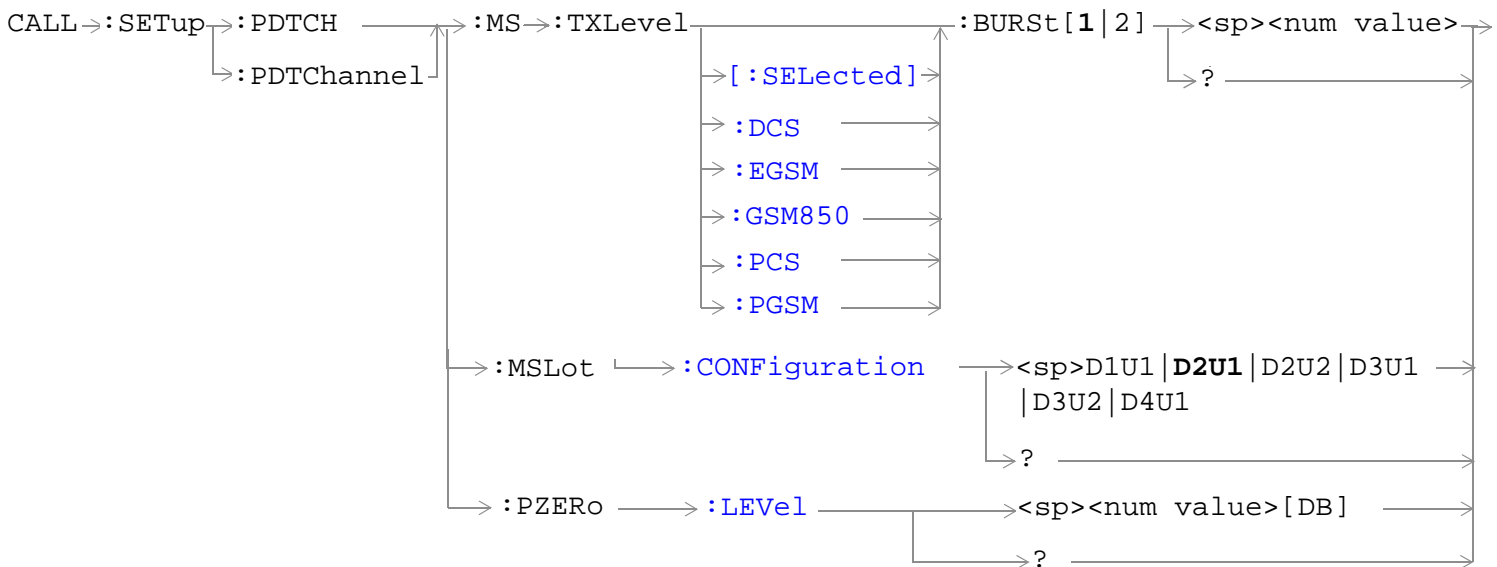 CALL :SETup :PDTCH :MS :TXLevel :BURSt[1|2] <sp><num value>
:PDTChannel [:SELected] ?
:DCS
:EGSM
:GSM850
:PCS
:PGSM
:MSLot :CONFiguration <sp>D1U1|D2U1|D2U2|D3U1
|D3U2|D4U1
?
:PZERo :LEVel <sp><num value>[DB]
?